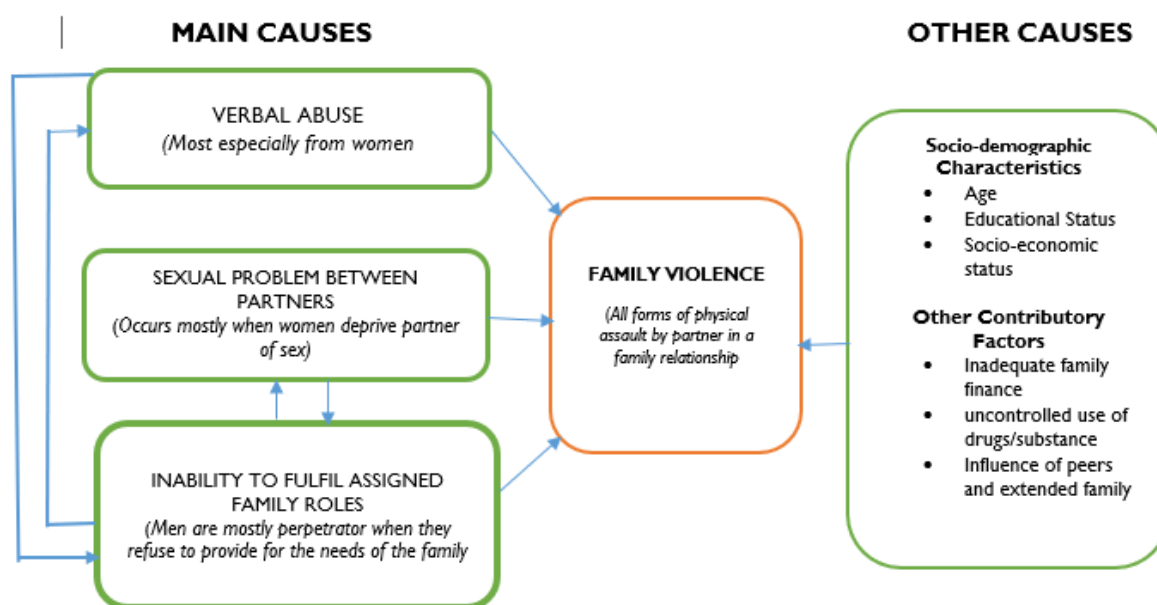 MAIN CAUSES
OTHER CAUSES
VERBAL ABUSE
(Most especially from women
SEXUAL PROBLEM BETWEEN
PARTNERS
(Occurs mostly when women deprive partner
of sex)
INABILITY TO FULFIL ASSIGNED
FAMILY ROLES
(Men are mostly perpetrator when they
refuse to provide for the needs of the family
FAMILY VIOLENCE
(All forms of physical
assault by partner in a
family relationship
Socio-demographic
Characteristics
• Age
• Educational Status
• Socio-economic
status
Other Contributory
Factors
• Inadequate family
finance
• uncontrolled use of
drugs/substance
• Influence of peers
and extended family